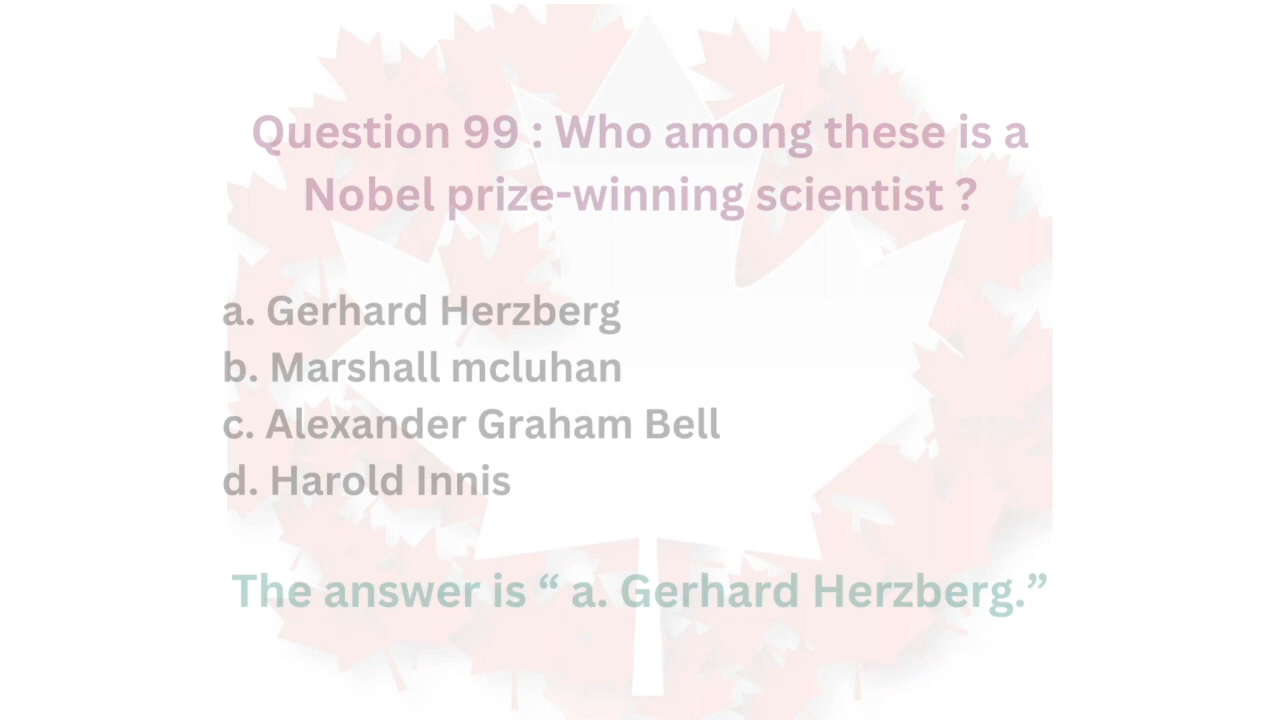 Question 99 : Who among these is a
Nobel prize-winning scientist ?
a. Gerhard Herzberg
b. Marshall mcluhan
c. Alexander Graham Bell
d. Harold Innis
The answer is “ a. Gerhard Herzberg.”